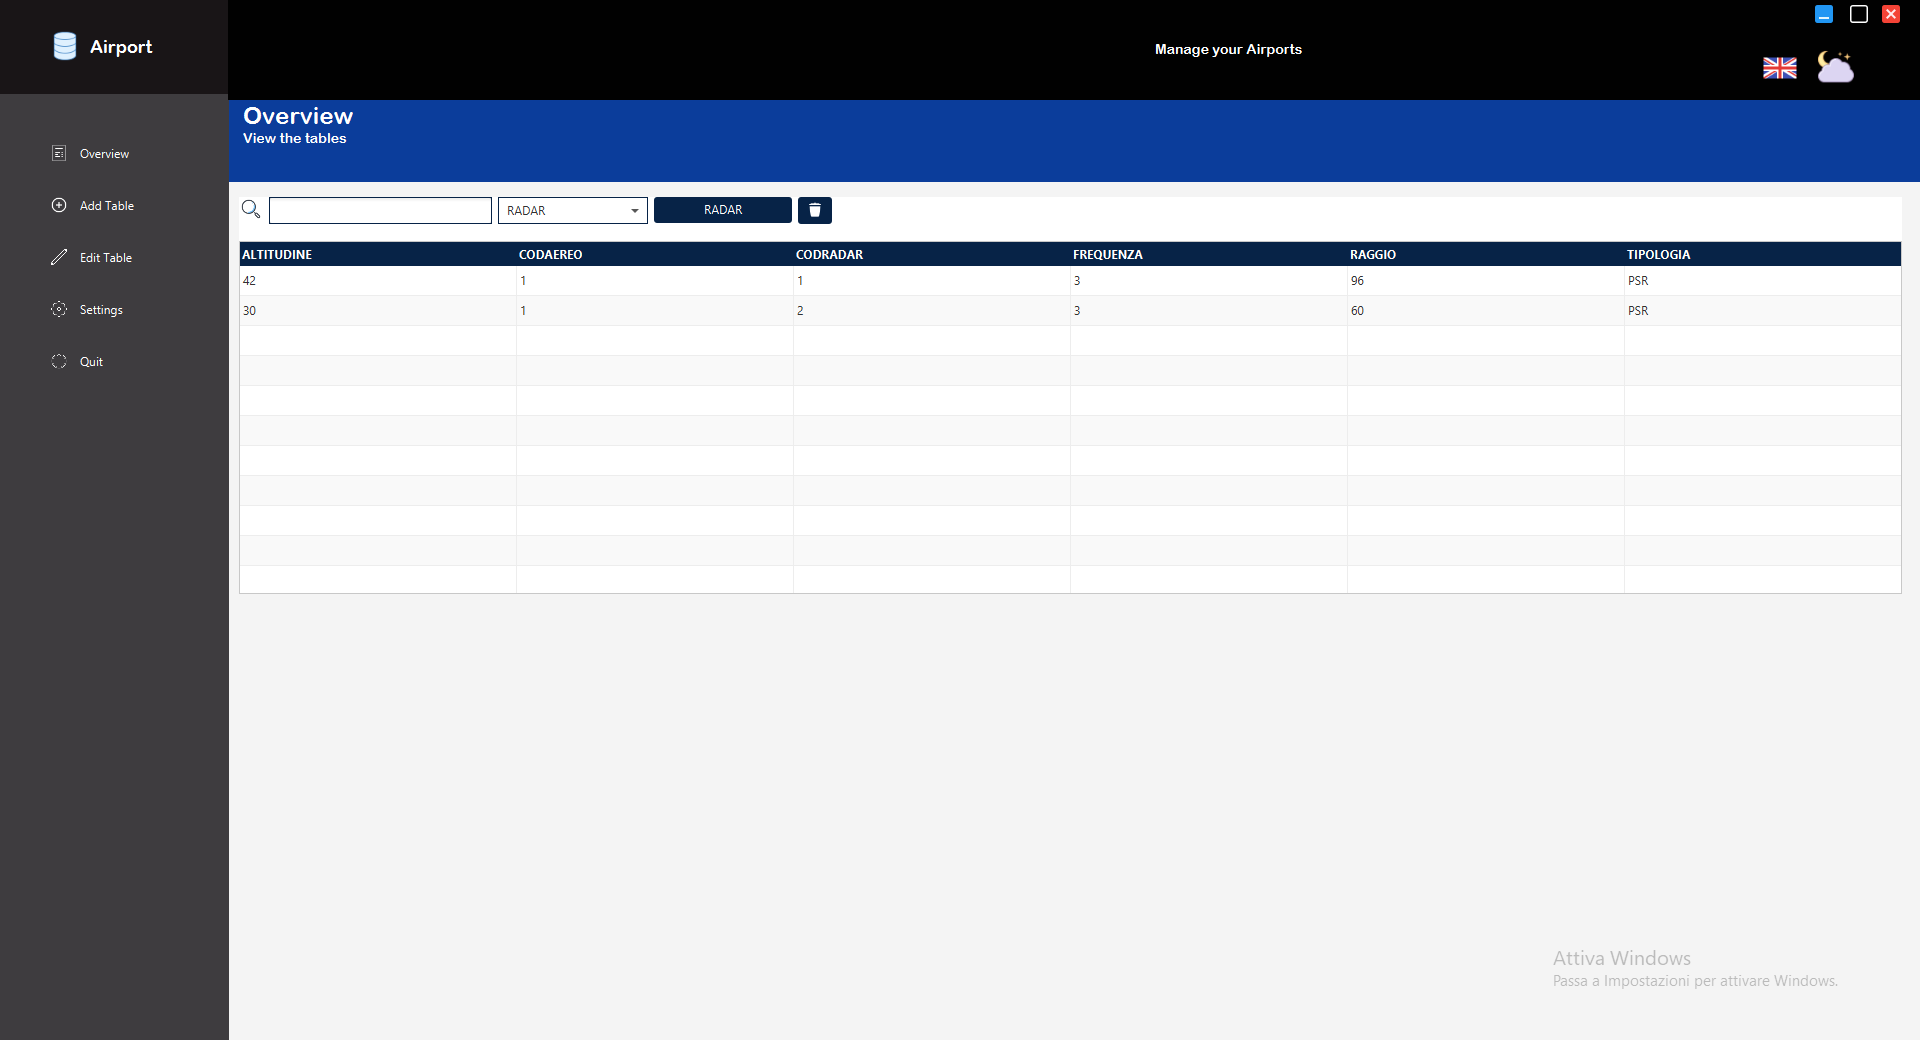 Airport
Manage your Airports
Overview
View the tables
Overview
Add Table
Edit Table
Settings
Quit
RADAR RADAR
ALTITUDINE CODAEREO CODRADAR FREQUENZA RAGGIO TIPOLOGIA
42 1 1 3 96 PSR
30 1 2 3 60 PSR
Attiva Windows
Passa a Impostazioni per attivare Windows.